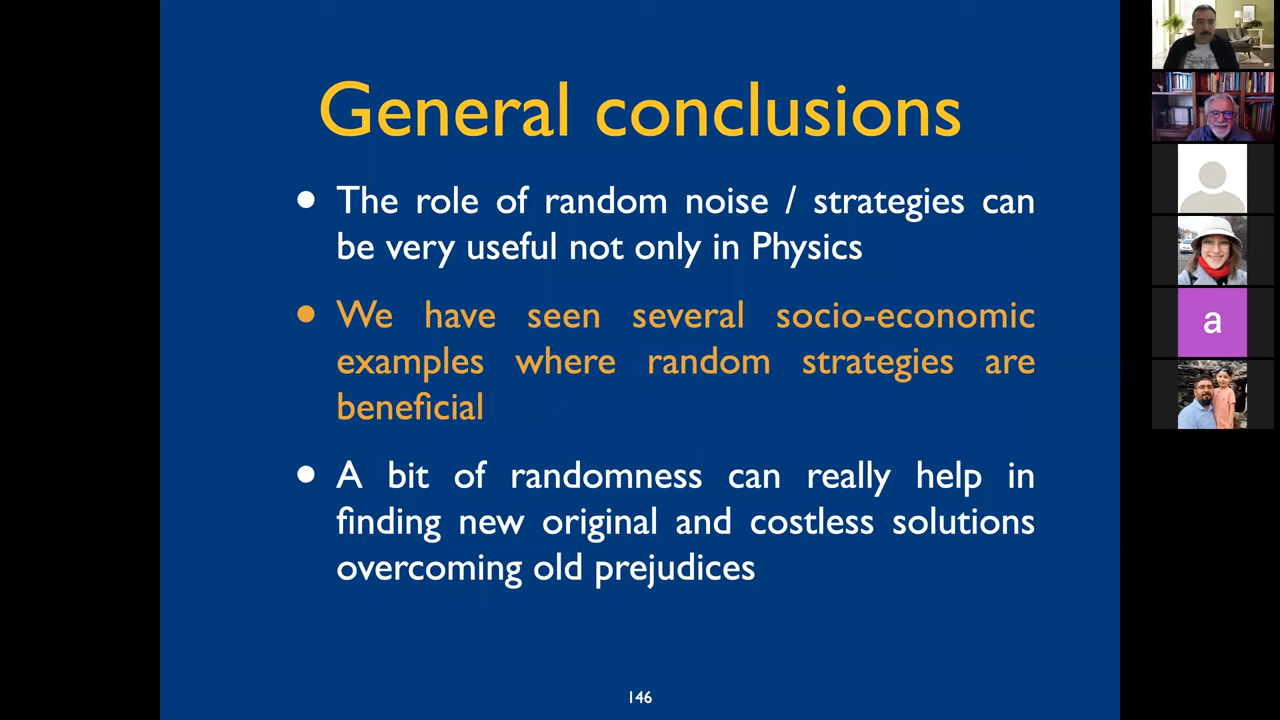 General conclusions
• The role of random noise / strategies can
be very useful not only in Physics
• We have seen several socio-economic
examples where random strategies are
beneficial
• A bit of randomness can really help in
finding new original and costless solutions
overcoming old prejudices
146
a